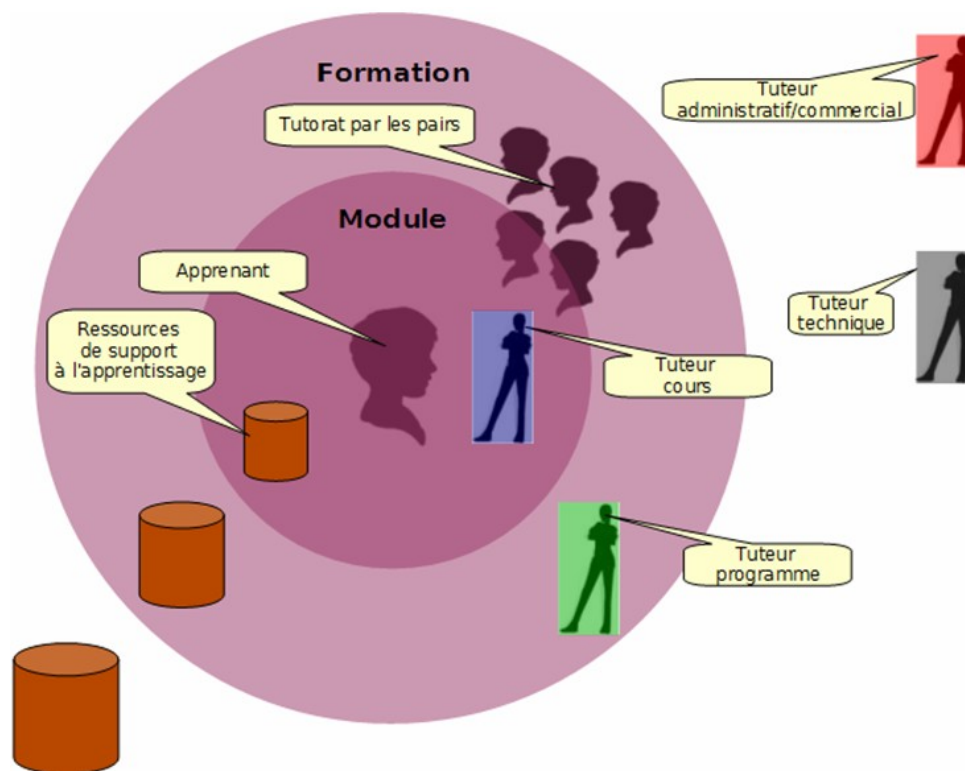 Formation
Tuteur
administratif/commercial
Tutorat par les pairs
Module
Apprenant
Tuteur
technique
Ressources
de support
à l'apprentissage
Tuteur
cours
Tuteur
programme